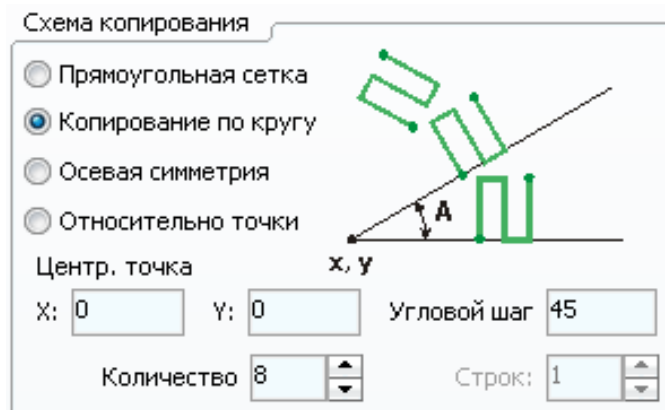 Схема копирования
Прямоугольная сетка
Копирование по кругу
Осевая симметрия
Относительно точки
A
x, y
Центр. точка
X: 0 Y: 0 Угловой шаг 45
Количество 8 Строк: 1